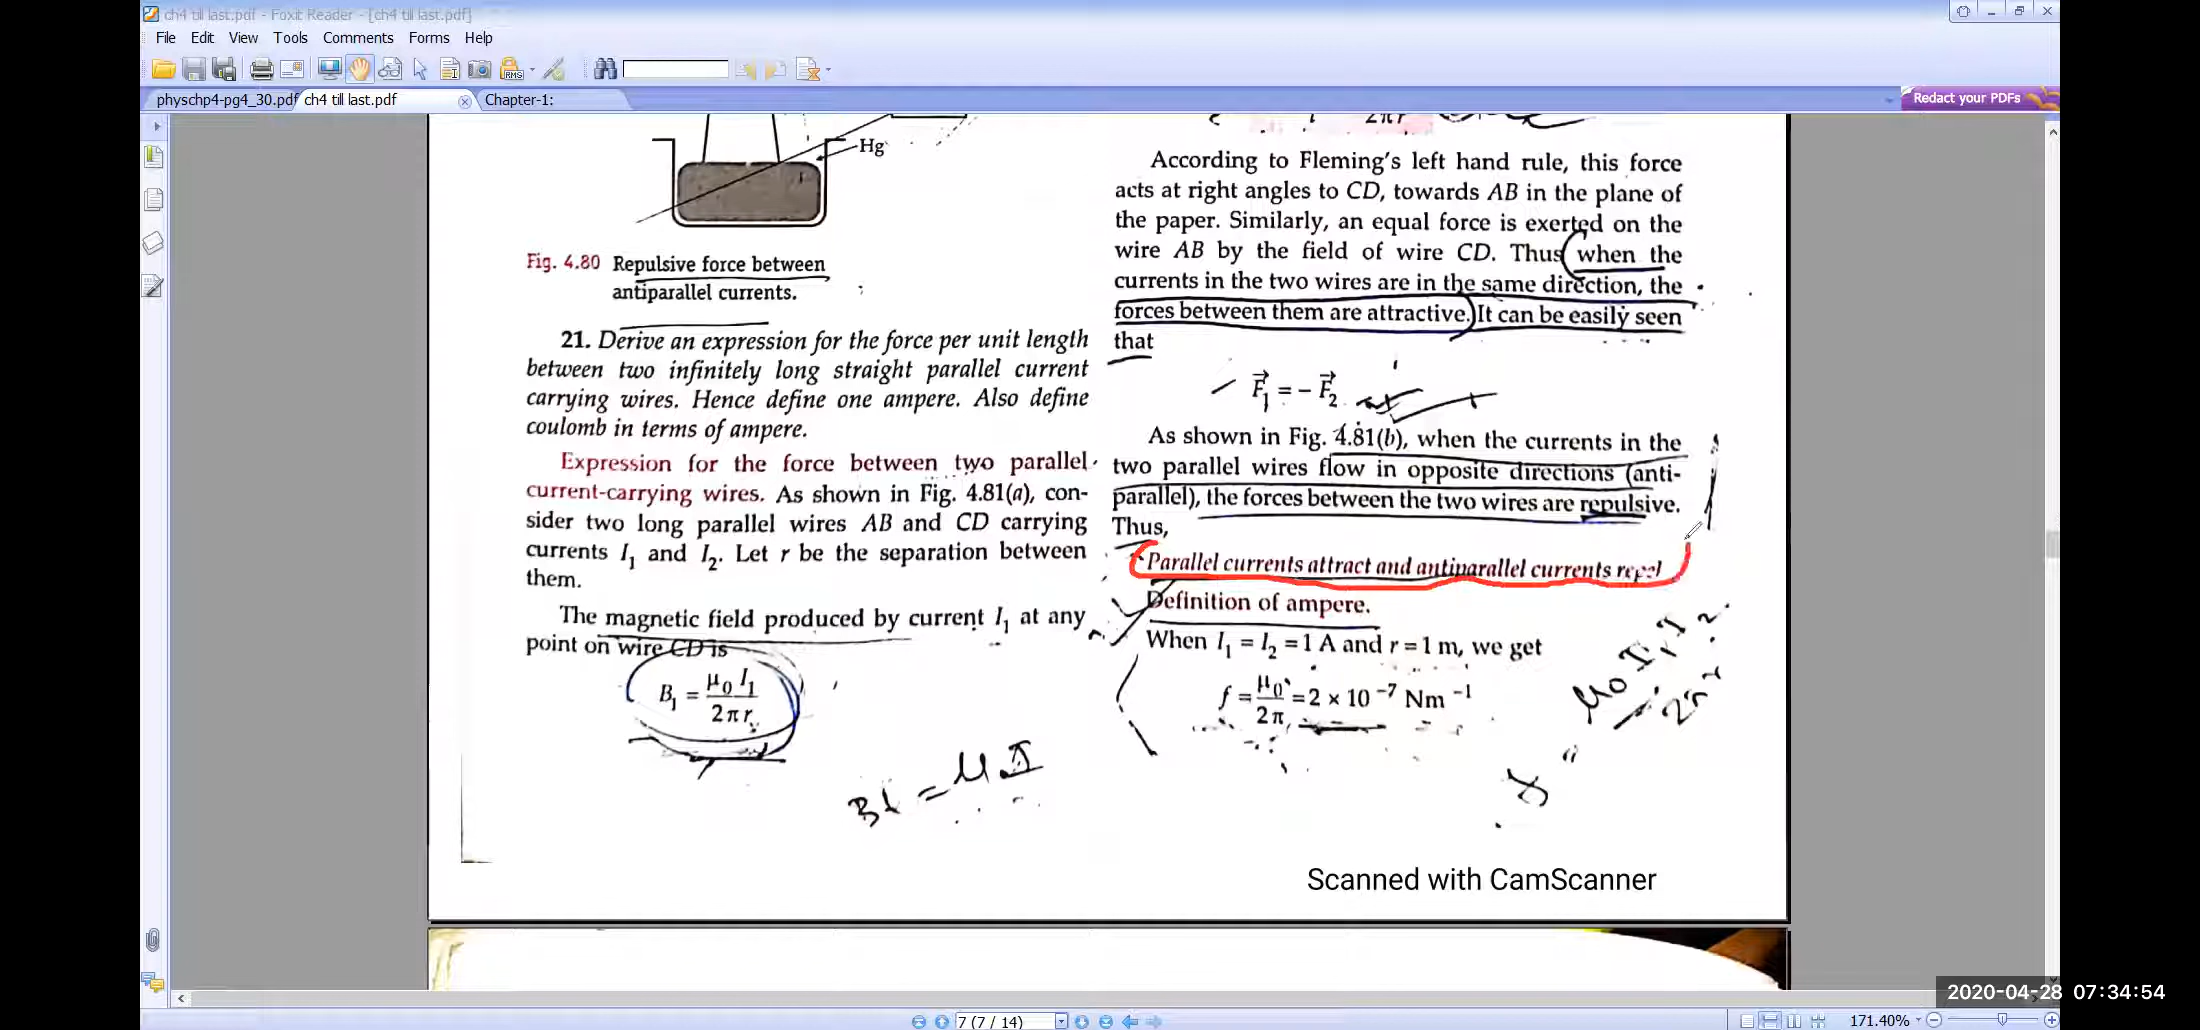 ch4 till last.pdf - Foxit Reader - [ch4 till last.pdf]
File Edit View Tools Comments Forms Help
physchp4-pg4_30.pdf ch4 till last.pdf Chapter-1: Redact your PDFs
Hg
Fig. 4.80 Repulsive force between
antiparallel currents.
21. Derive an expression for the force per unit length
between two infinitely long straight parallel current
carrying wires. Hence define one ampere. Also define
coulomb in terms of ampere.
Expression for the force between two parallel
current-carrying wires. As shown in Fig. 4.81(a), con-
sider two long parallel wires AB and CD carrying
currents I₁ and I₂. Let r be the separation between
them.
The magnetic field produced by current I₁ at any
point on wire CD is
B₁ = μ₀ I₁ / 2π r
2πr
According to Fleming's left hand rule, this force
acts at right angles to CD, towards AB in the plane of
the paper. Similarly, an equal force is exerted on the
wire AB by the field of wire CD. Thus when the
currents in the two wires are in the same direction, the
forces between them are attractive. It can be easily seen
that
F⃗₁ = − F⃗₂
As shown in Fig. 4.81(b), when the currents in the
two parallel wires flow in opposite directions (anti-
parallel), the forces between the two wires are repulsive.
Thus,
Parallel currents attract and antiparallel currents repel
Definition of ampere.
When I₁ = I₂ = 1 A and r = 1 m, we get
f = μ₀ / 2π = 2 × 10⁻⁷ Nm⁻¹
μ₀ I₁ I₂
Scanned with CamScanner
2020-04-28 07:34:54
7 (7 / 14) 171.40%